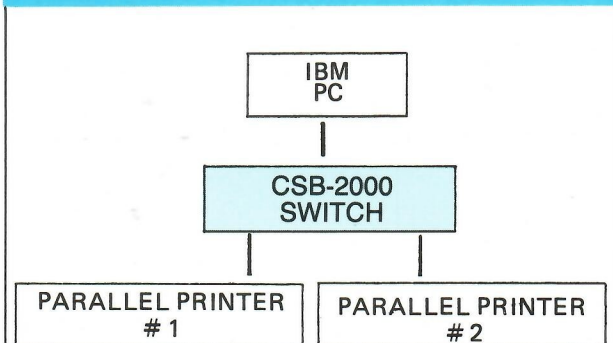 IBM
PC
CSB-2000
SWITCH
PARALLEL PRINTER
# 1
PARALLEL PRINTER
#2